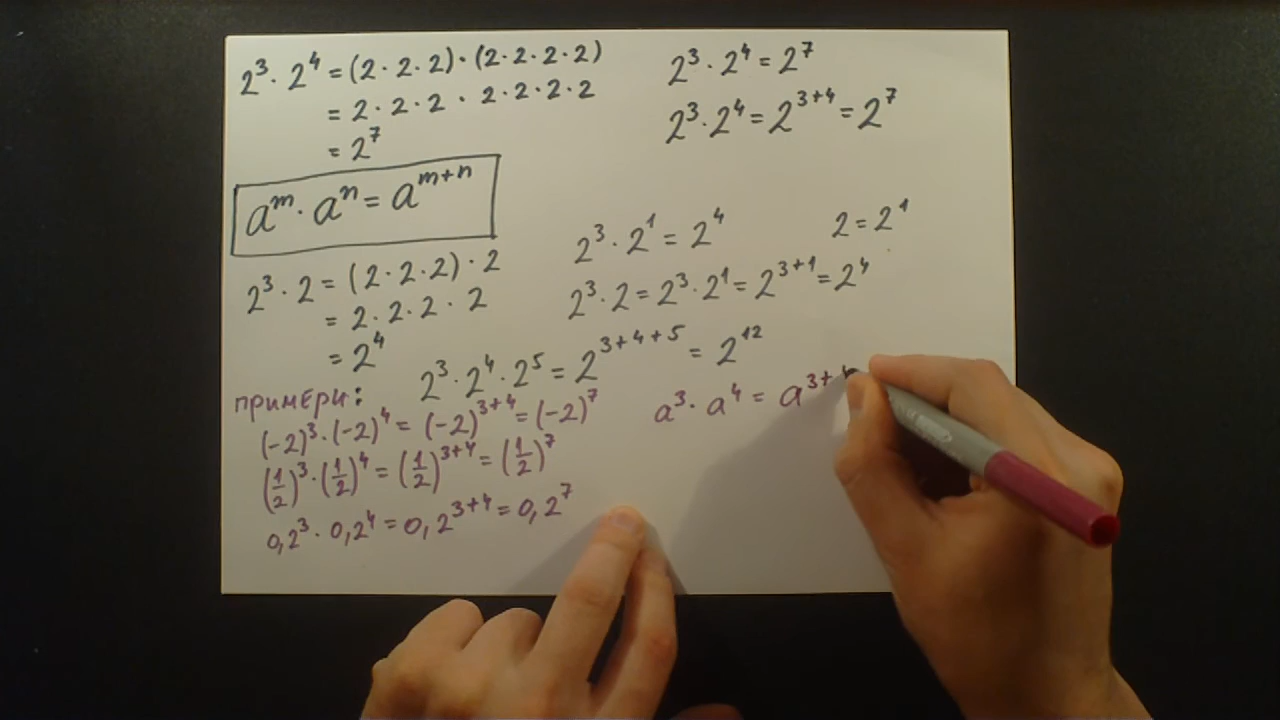 2³ · 2⁴ = (2 · 2 · 2) · (2 · 2 · 2 · 2)
= 2 · 2 · 2 · 2 · 2 · 2 · 2
= 2⁷
aᵐ · aⁿ = aᵐ⁺ⁿ
2³ · 2⁴ = 2⁷
2³ · 2⁴ = 2³⁺⁴ = 2⁷
2³ · 2 = (2 · 2 · 2) · 2
= 2 · 2 · 2 · 2
= 2⁴
2³ · 2¹ = 2⁴
2 = 2¹
2³ · 2 = 2³ · 2¹ = 2³⁺¹ = 2⁴
2³ · 2⁴ · 2⁵ = 2³⁺⁴⁺⁵ = 2¹²
примери:
(-2)³ · (-2)⁴ = (-2)³⁺⁴ = (-2)⁷
(1/2)³ · (1/2)⁴ = (1/2)³⁺⁴ = (1/2)⁷
0,2³ · 0,2⁴ = 0,2³⁺⁴ = 0,2⁷
a³ · a⁴ = a³⁺